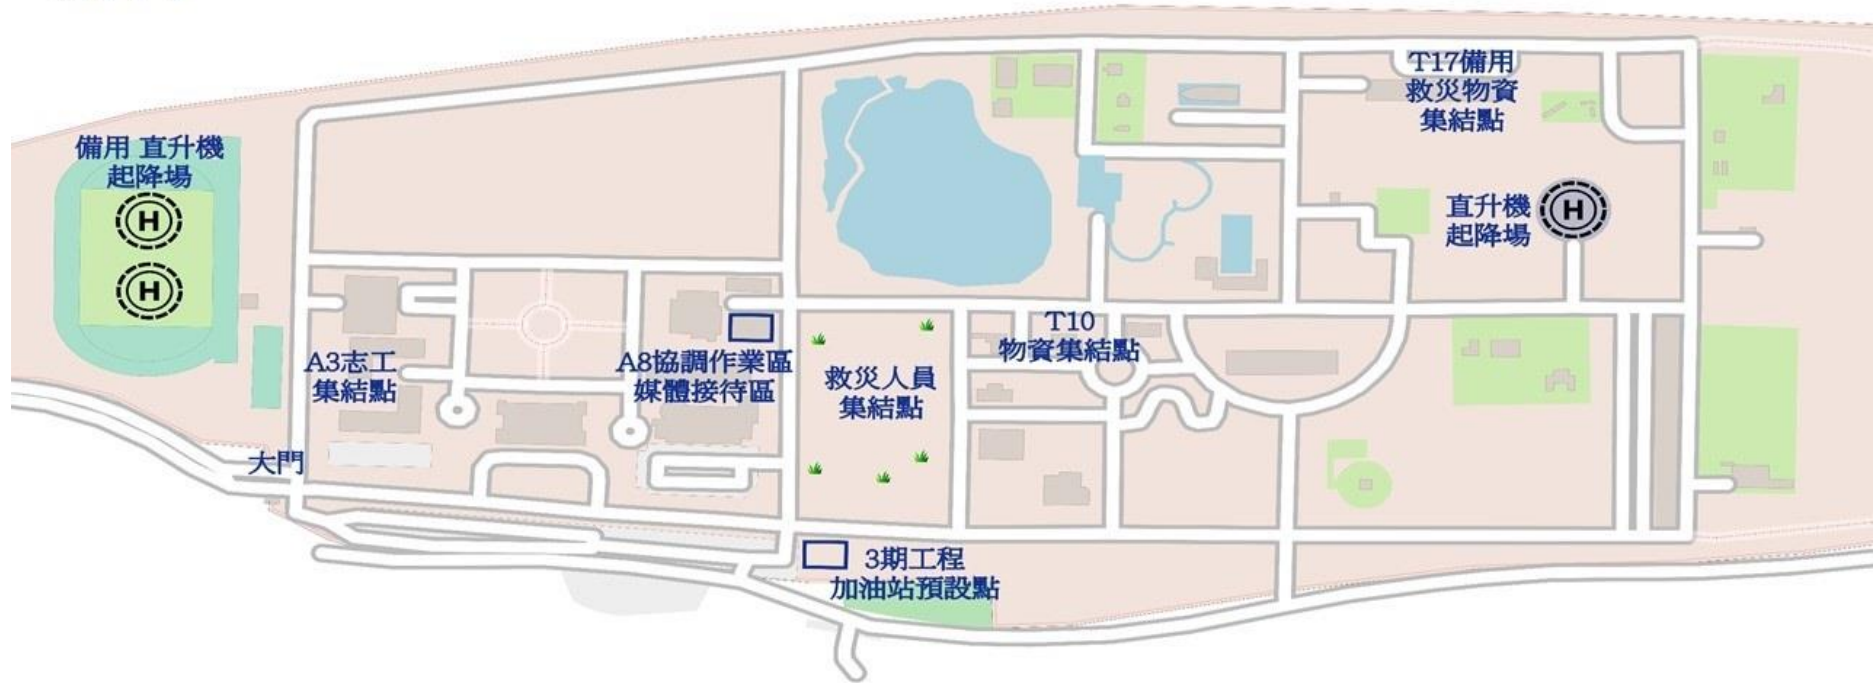 T17備用
救災物資
集結點
備用 直升機
起降場
H
H
直升機
起降場
H
T10
物資集結點
A3志工
集結點
A8協調作業區
媒體接待區
救災人員
集結點
大門
3期工程
加油站預設點